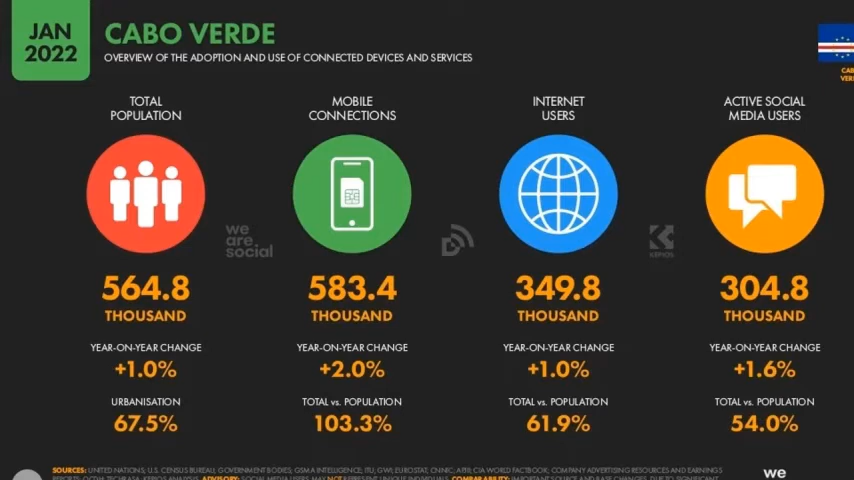 JAN
2022
CABO VERDE
OVERVIEW OF THE ADOPTION AND USE OF CONNECTED DEVICES AND SERVICES
CAB
VER
TOTAL
POPULATION
MOBILE
CONNECTIONS
INTERNET
USERS
ACTIVE SOCIAL
MEDIA USERS
we
are
social
KEPIOS
564.8
THOUSAND
583.4
THOUSAND
349.8
THOUSAND
304.8
THOUSAND
YEAR-ON-YEAR CHANGE
+1.0%
YEAR-ON-YEAR CHANGE
+2.0%
YEAR-ON-YEAR CHANGE
+1.0%
YEAR-ON-YEAR CHANGE
+1.6%
URBANISATION
67.5%
TOTAL vs. POPULATION
103.3%
TOTAL vs. POPULATION
61.9%
TOTAL vs. POPULATION
54.0%
SOURCES: UNITED NATIONS; U.S. CENSUS BUREAU; GOVERNMENT BODIES; GSMA INTELLIGENCE; ITU; GWI; EUROSTAT; CNNIC; APJII; CIA WORLD FACTBOOK; COMPANY ADVERTISING RESOURCES AND EARNINGS
we